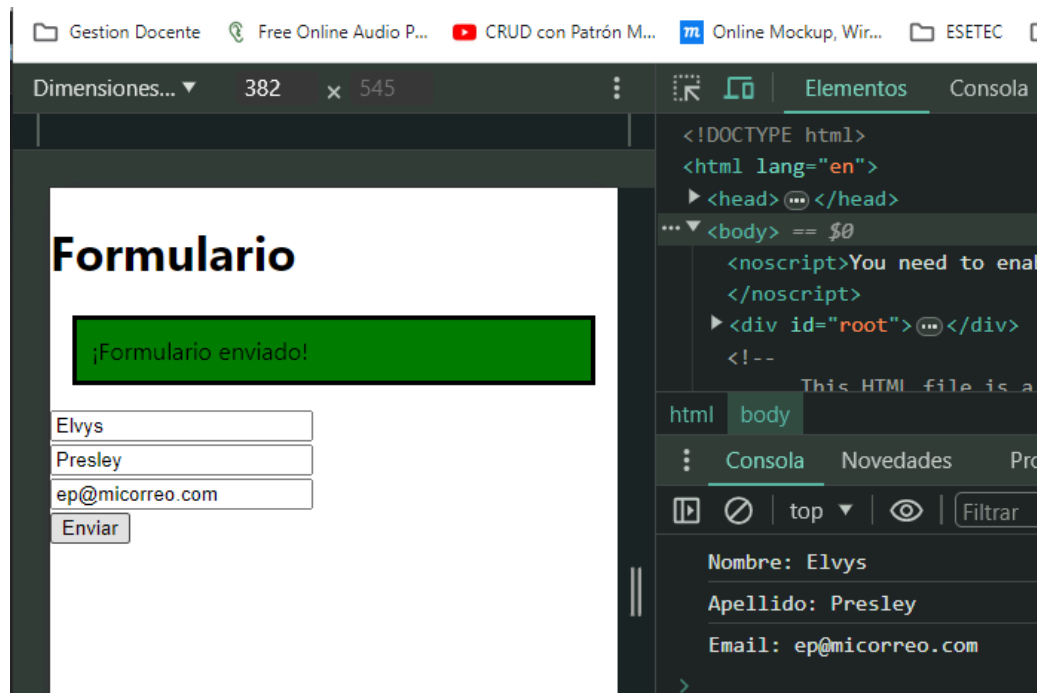 Gestion Docente Free Online Audio P... CRUD con Patrón M... m Online Mockup, Wir... ESETEC
Dimensiones... ▼ 382 × 545
Elementos Consola
<!DOCTYPE html>
<html lang="en">
▶ <head> ... </head>
... ▼ <body> == $0
<noscript>You need to enal
</noscript>
▶ <div id="root"> ... </div>
<!--
This HTML file is a
html body
Consola Novedades Pro
top ▼ Filtrar
Nombre: Elvys
Apellido: Presley
Email: ep@micorreo.com
>
Formulario
¡Formulario enviado!
Elvys
Presley
ep@micorreo.com
Enviar